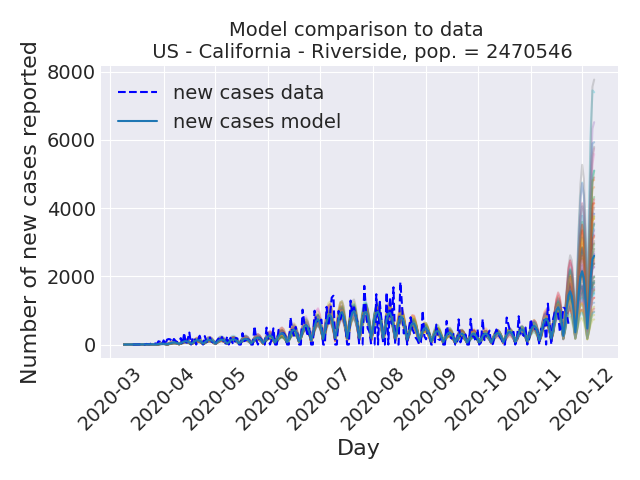 Model comparison to data
US - California - Riverside, pop. = 2470546
Number of new cases reported
8000
6000
4000
2000
0
new cases data
new cases model
2020-03
2020-04
2020-05
2020-06
2020-07
2020-08
2020-09
2020-10
2020-11
2020-12
Day